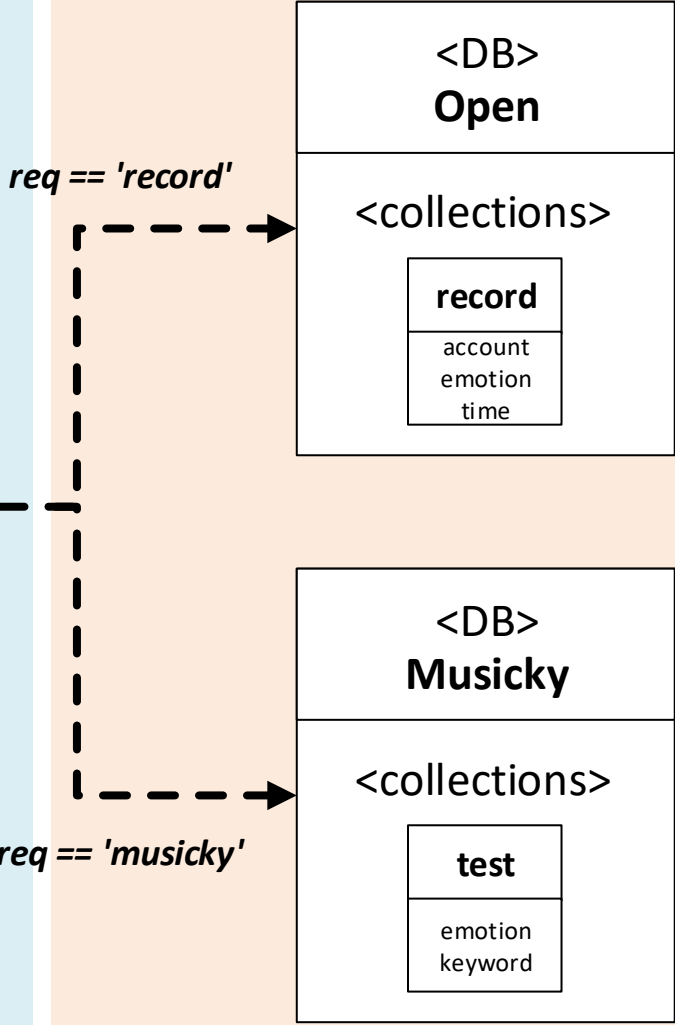 <DB>
Open
req == 'record'
<collections>
record
account
emotion
time
<DB>
Musicky
<collections>
req == 'musicky'
test
emotion
keyword